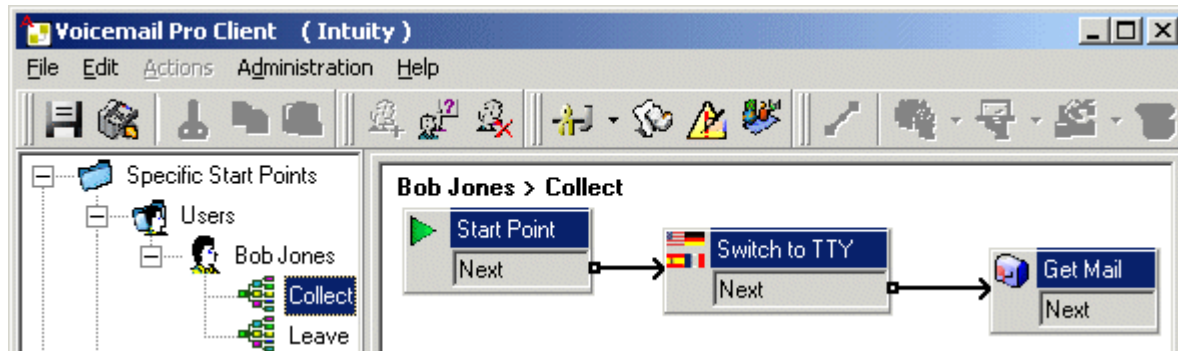 Voicemail Pro Client ( Intuity )
File Edit Actions Administration Help
Specific Start Points
Users
Bob Jones
Collect
Leave
Bob Jones > Collect
Start Point
Next
Switch to TTY
Next
Get Mail
Next